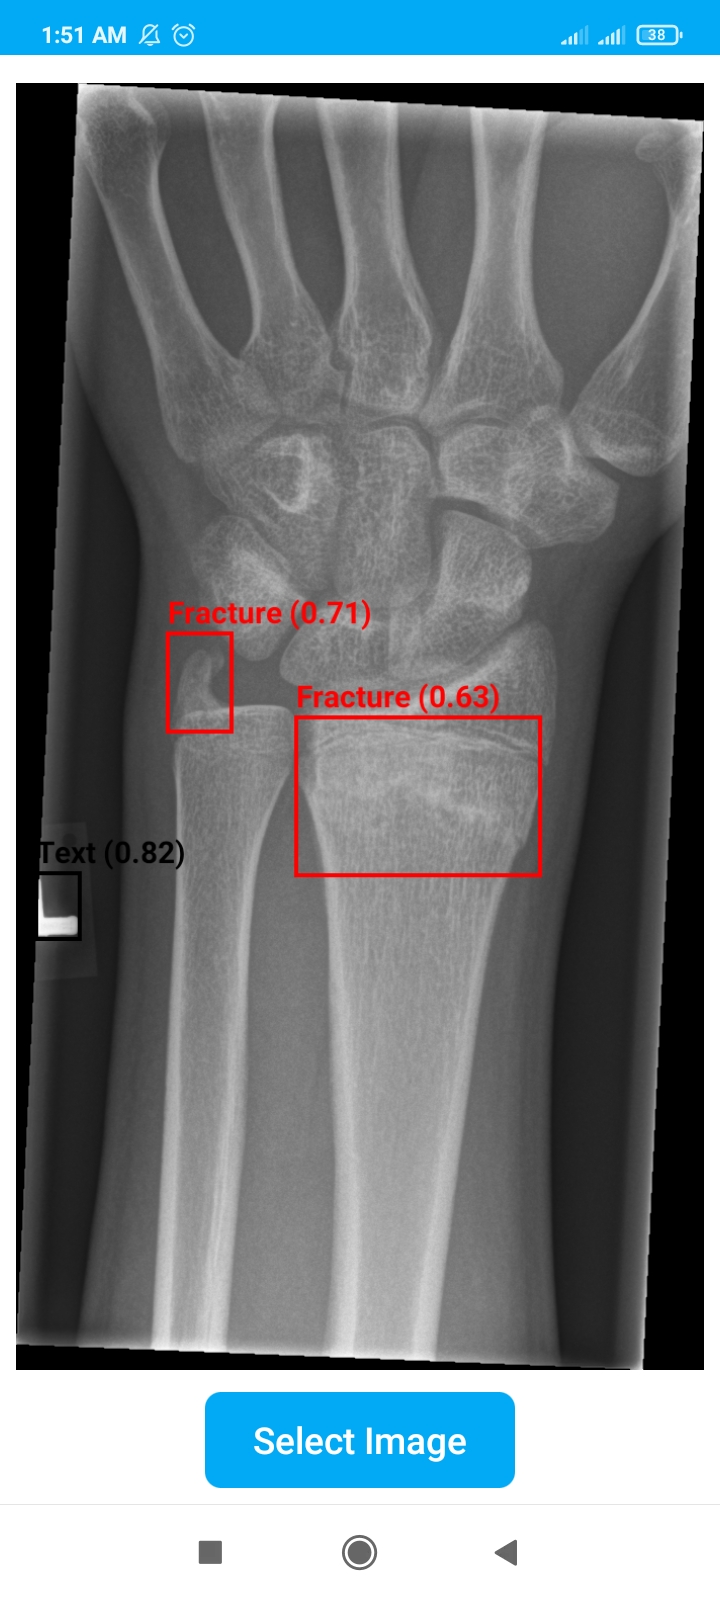 1:51 AM 38
Fracture (0.71)
Fracture (0.63)
Text (0.82)
L
Select Image